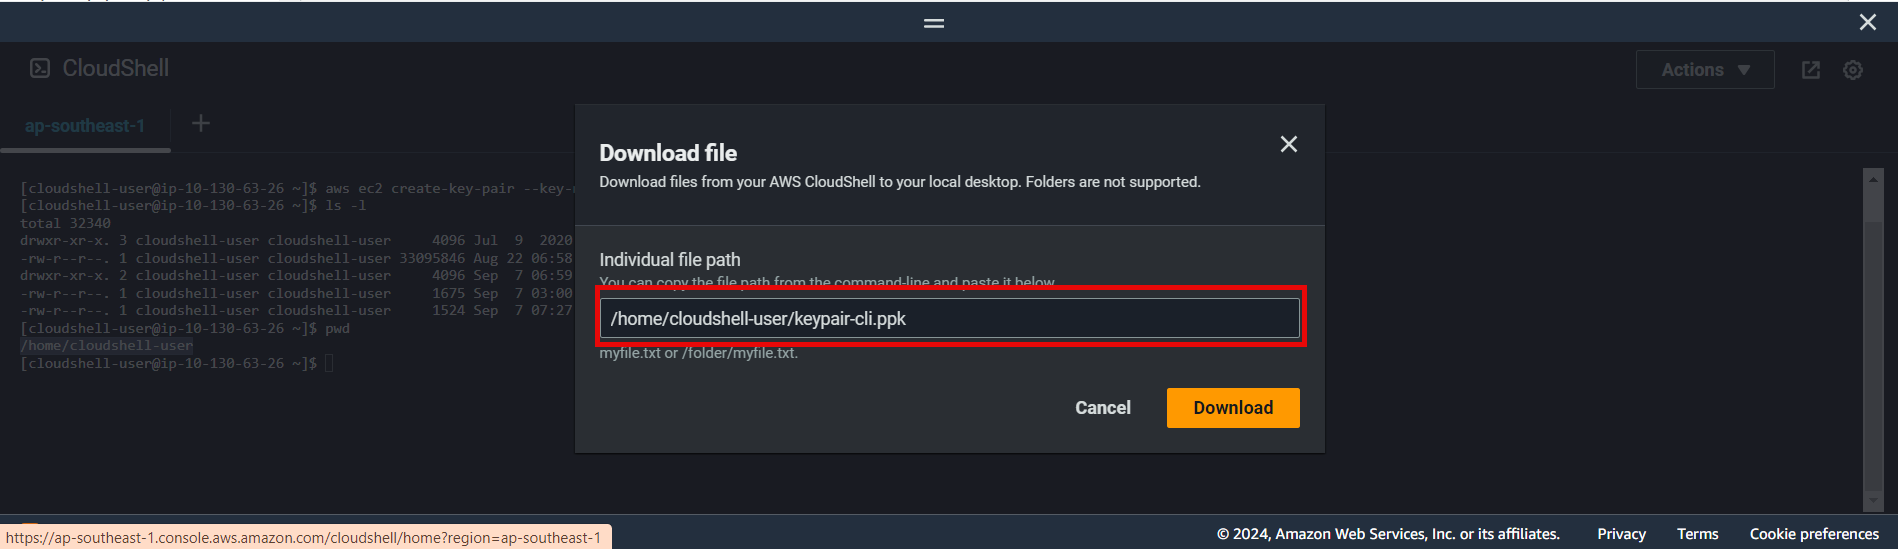 CloudShell
Actions
ap-southeast-1
[cloudshell-user@ip-10-130-63-26 ~]$ aws ec2 create-key-pair --key-
[cloudshell-user@ip-10-130-63-26 ~]$ ls -l
total 32340
drwxr-xr-x. 3 cloudshell-user cloudshell-user 4096 Jul 9 2020
-rw-r--r--. 1 cloudshell-user cloudshell-user 33095846 Aug 22 06:58
drwxr-xr-x. 2 cloudshell-user cloudshell-user 4096 Sep 7 06:59
-rw-r--r--. 1 cloudshell-user cloudshell-user 1675 Sep 7 03:00
-rw-r--r--. 1 cloudshell-user cloudshell-user 1524 Sep 7 07:27
[cloudshell-user@ip-10-130-63-26 ~]$ pwd
/home/cloudshell-user
[cloudshell-user@ip-10-130-63-26 ~]$
Download file
Download files from your AWS CloudShell to your local desktop. Folders are not supported.
Individual file path
You can copy the file path from the command-line and paste it below
/home/cloudshell-user/keypair-cli.ppk
myfile.txt or /folder/myfile.txt.
Cancel
Download
https://ap-southeast-1.console.aws.amazon.com/cloudshell/home?region=ap-southeast-1
© 2024, Amazon Web Services, Inc. or its affiliates.
Privacy
Terms
Cookie preferences